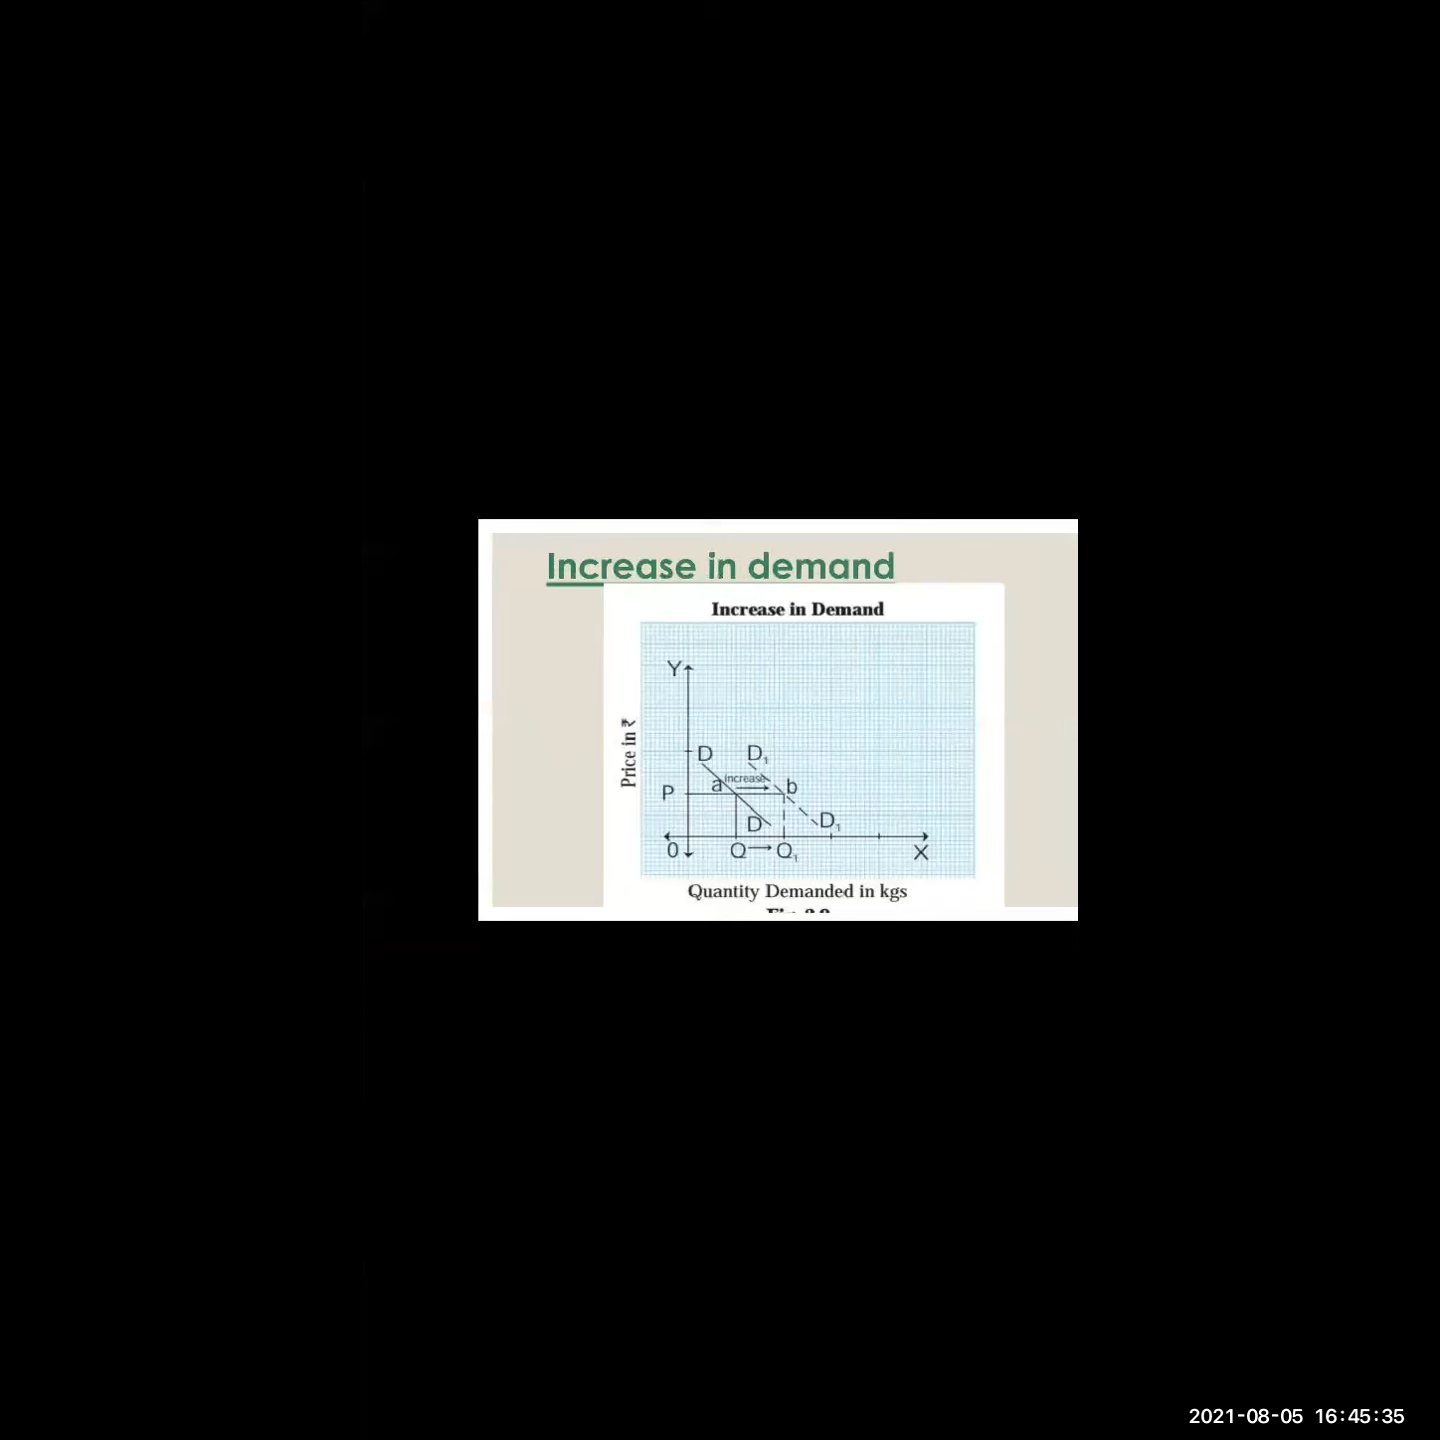 Increase in demand
Increase in Demand
Y
Price in ₹
D D₁
increase
a b
P
D D₁
0 Q Q₁ X
Quantity Demanded in kgs
2021-08-05 16:45:35